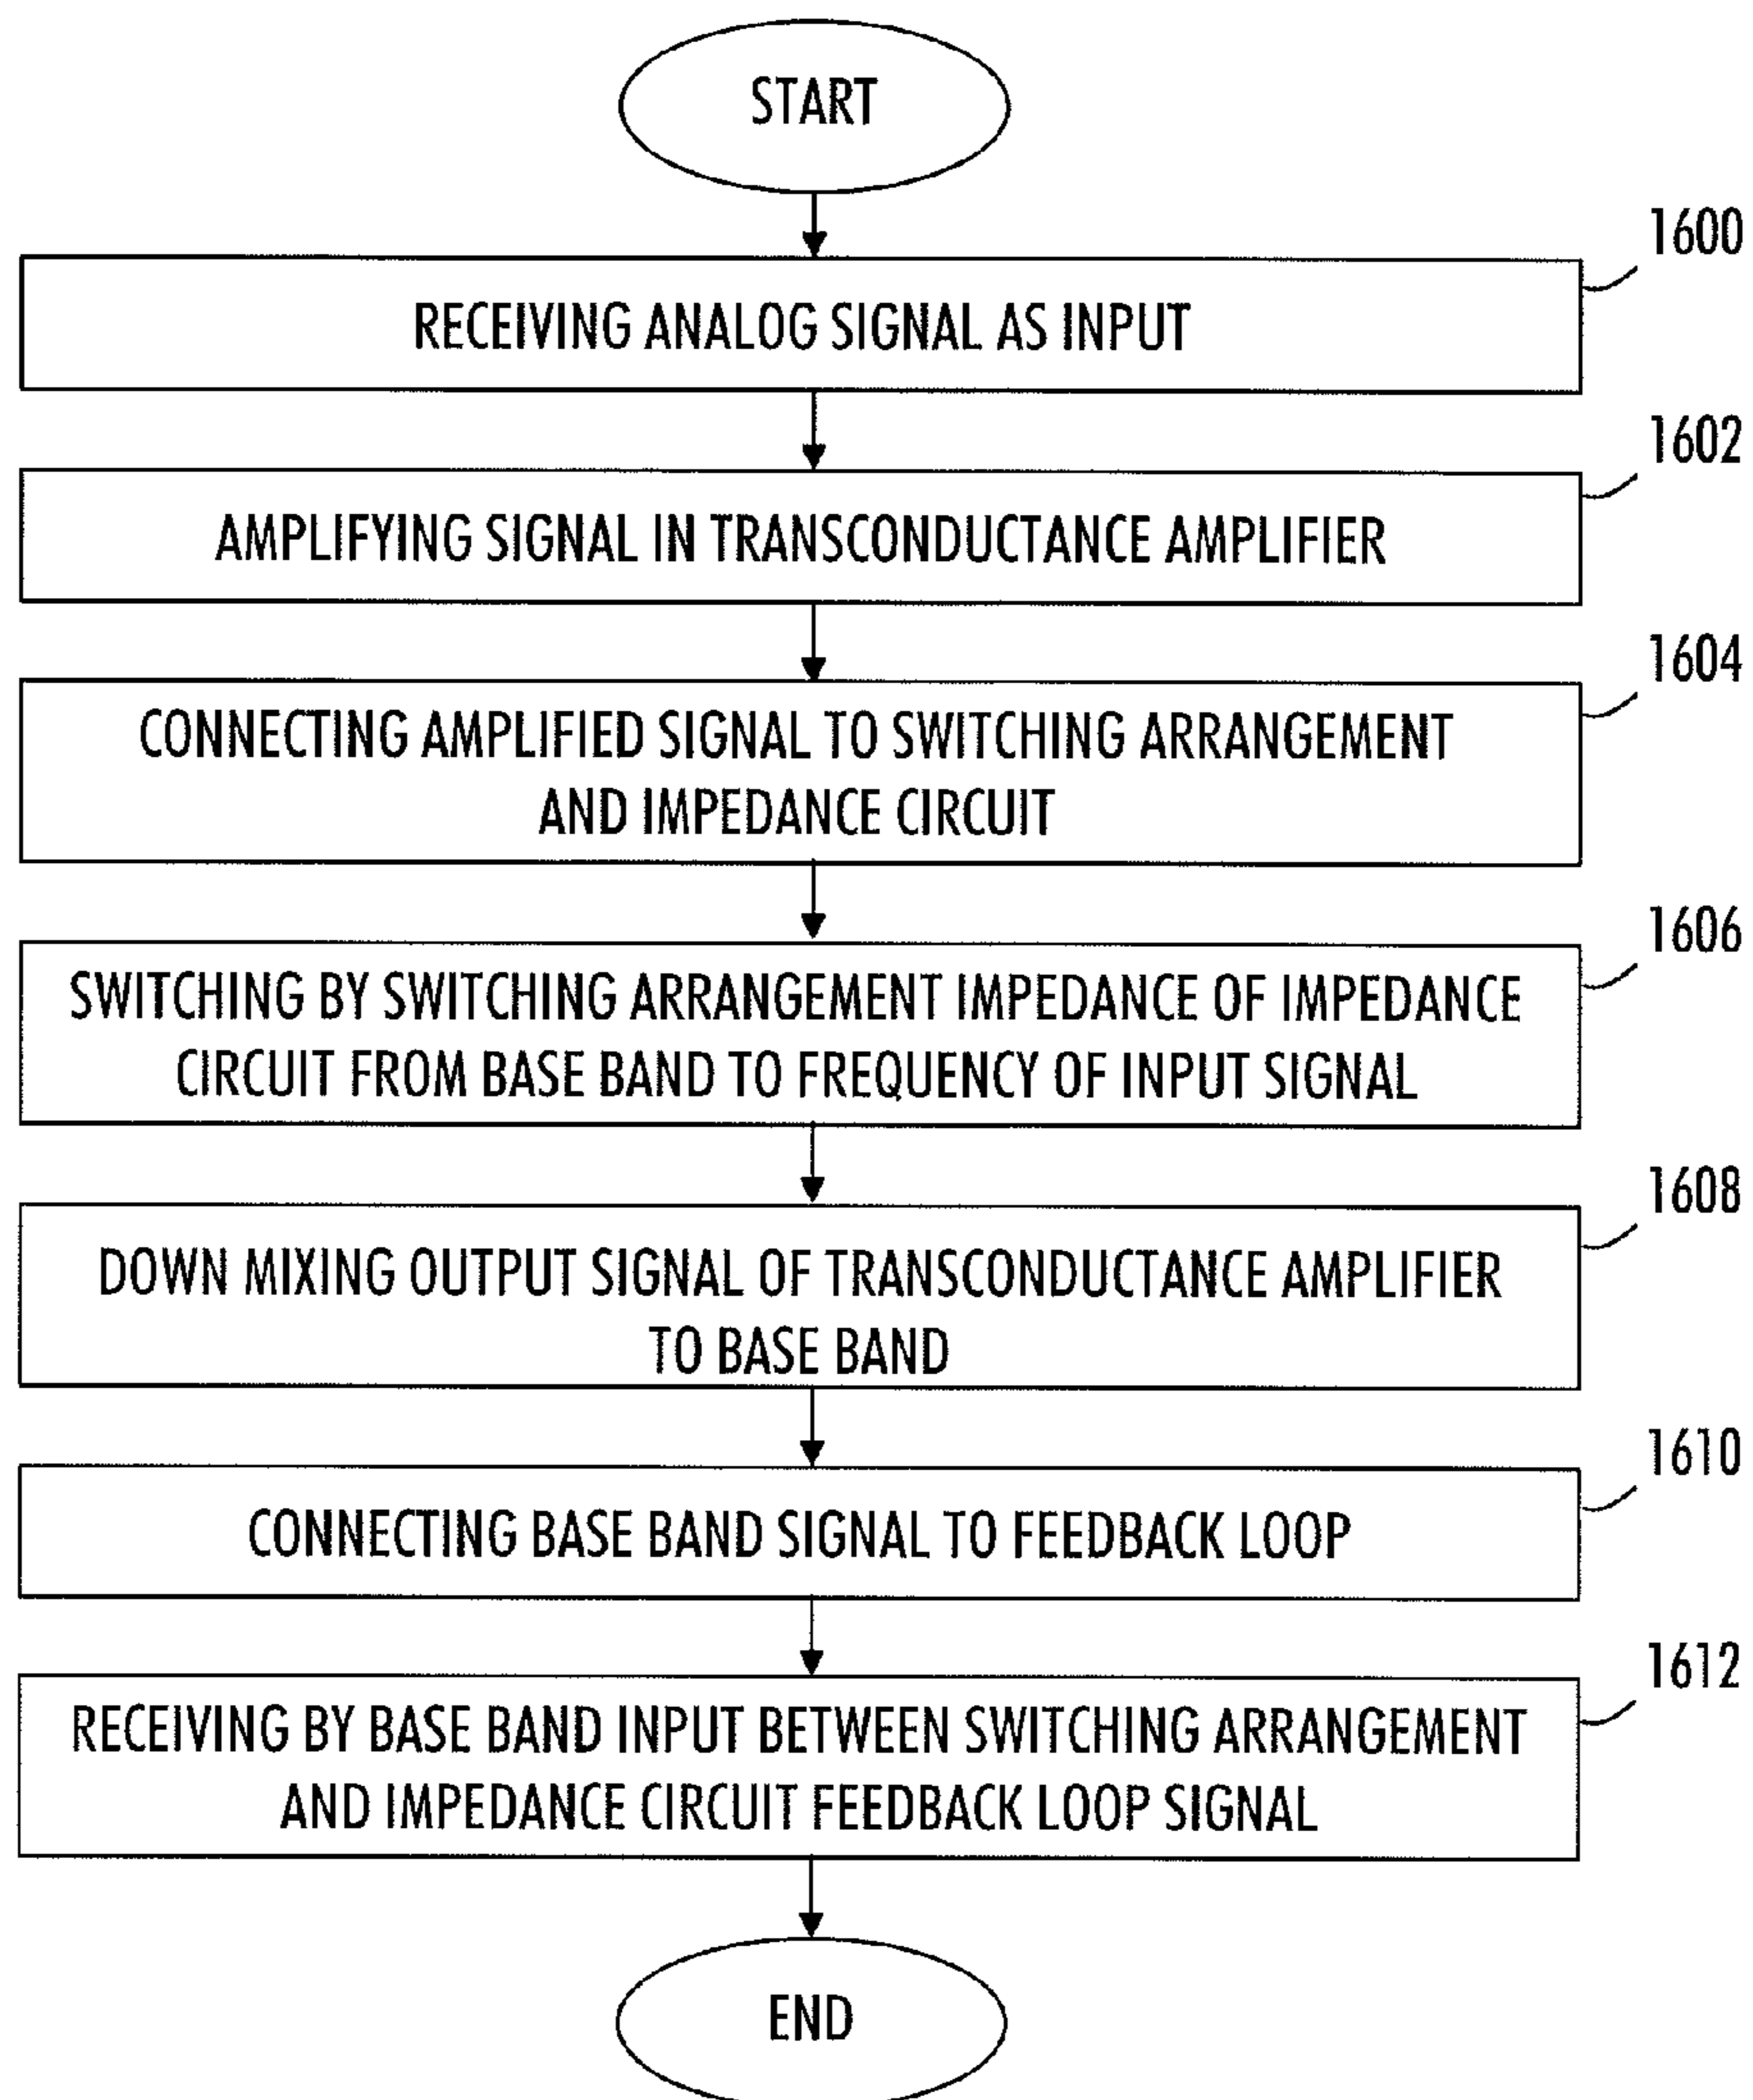 START
1600
RECEIVING ANALOG SIGNAL AS INPUT
1602
AMPLIFYING SIGNAL IN TRANSCONDUCTANCE AMPLIFIER
1604
CONNECTING AMPLIFIED SIGNAL TO SWITCHING ARRANGEMENT
AND IMPEDANCE CIRCUIT
1606
SWITCHING BY SWITCHING ARRANGEMENT IMPEDANCE OF IMPEDANCE
CIRCUIT FROM BASE BAND TO FREQUENCY OF INPUT SIGNAL
1608
DOWN MIXING OUTPUT SIGNAL OF TRANSCONDUCTANCE AMPLIFIER
TO BASE BAND
1610
CONNECTING BASE BAND SIGNAL TO FEEDBACK LOOP
1612
RECEIVING BY BASE BAND INPUT BETWEEN SWITCHING ARRANGEMENT
AND IMPEDANCE CIRCUIT FEEDBACK LOOP SIGNAL
END